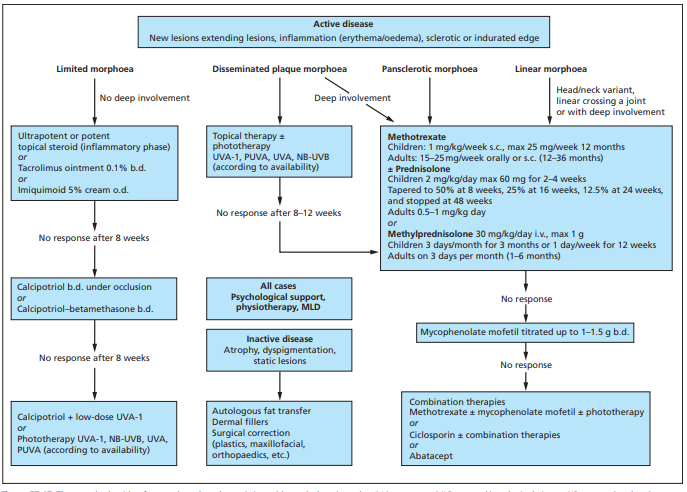 Active disease
New lesions extending lesions, inflammation (erythema/oedema), sclerotic or indurated edge
Limited morphoea
Disseminated plaque morphoea
Pansclerotic morphoea
Linear morphoea
No deep involvement
Deep involvement
Head/neck variant,
linear crossing a joint
or with deep involvement
Ultrapotent or potent
topical steroid (inflammatory phase)
or
Tacrolimus ointment 0.1% b.d.
or
Imiquimoid 5% cream o.d.
Topical therapy ±
phototherapy
UVA-1, PUVA, UVA, NB-UVB
(according to availability)
Methotrexate
Children: 1 mg/kg/week s.c., max 25 mg/week 12 months
Adults: 15–25mg/week orally or s.c. (12–36 months)
± Prednisolone
Children 2 mg/kg/day max 60 mg for 2–4 weeks
Tapered to 50% at 8 weeks, 25% at 16 weeks, 12.5% at 24 weeks,
and stopped at 48 weeks
Adults 0.5–1 mg/kg day
or
Methylprednisolone 30 mg/kg/day i.v., max 1 g
Children 3 days/month for 3 months or 1 day/week for 12 weeks
Adults on 3 days per month (1–6 months)
No response after 8 weeks
No response after 8–12 weeks
Calcipotriol b.d. under occlusion
or
Calcipotriol–betamethasone b.d.
All cases
Psychological support,
physiotherapy, MLD
No response
Mycophenolate mofetil titrated up to 1–1.5 g b.d.
No response after 8 weeks
Inactive disease
Atrophy, dyspigmentation,
static lesions
No response
Calcipotriol + low-dose UVA-1
or
Phototherapy UVA-1, NB-UVB, UVA,
PUVA (according to availability)
Autologous fat transfer
Dermal fillers
Surgical correction
(plastics, maxillofacial,
orthopaedics, etc.)
Combination therapies
Methotrexate ± mycophenolate mofetil ± phototherapy
or
Ciclosporin ± combination therapies
or
Abatacept